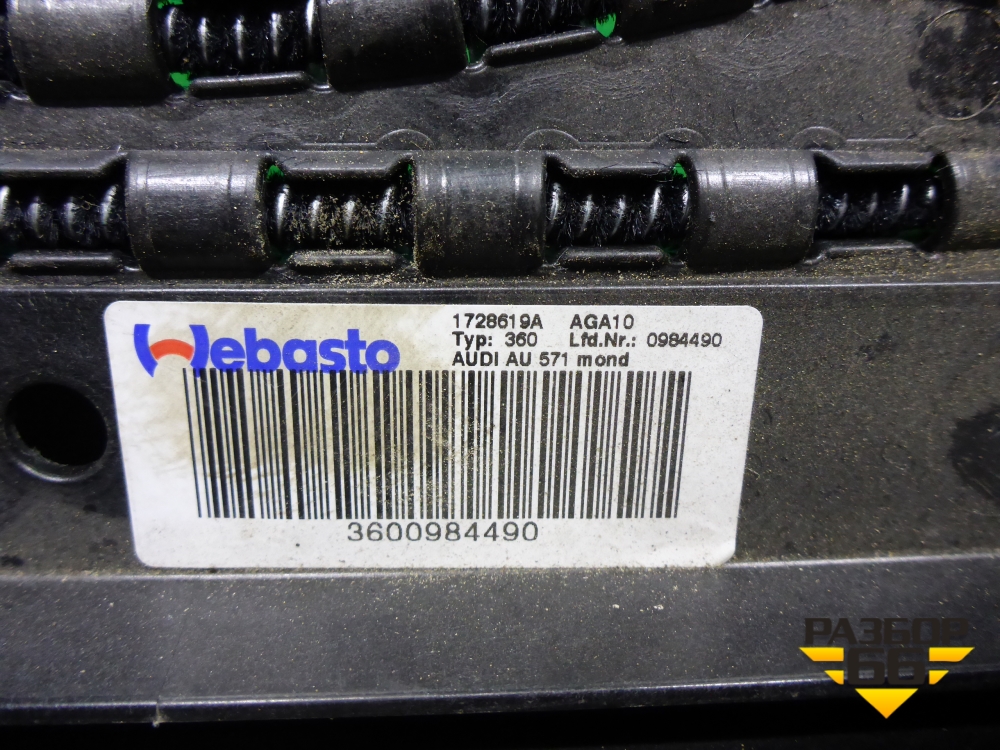 Webasto
1728619A AGA10
Typ: 360 Lfd.Nr.: 0984490
AUDI AU 571 mond
3600984490
РАЗБОР
66